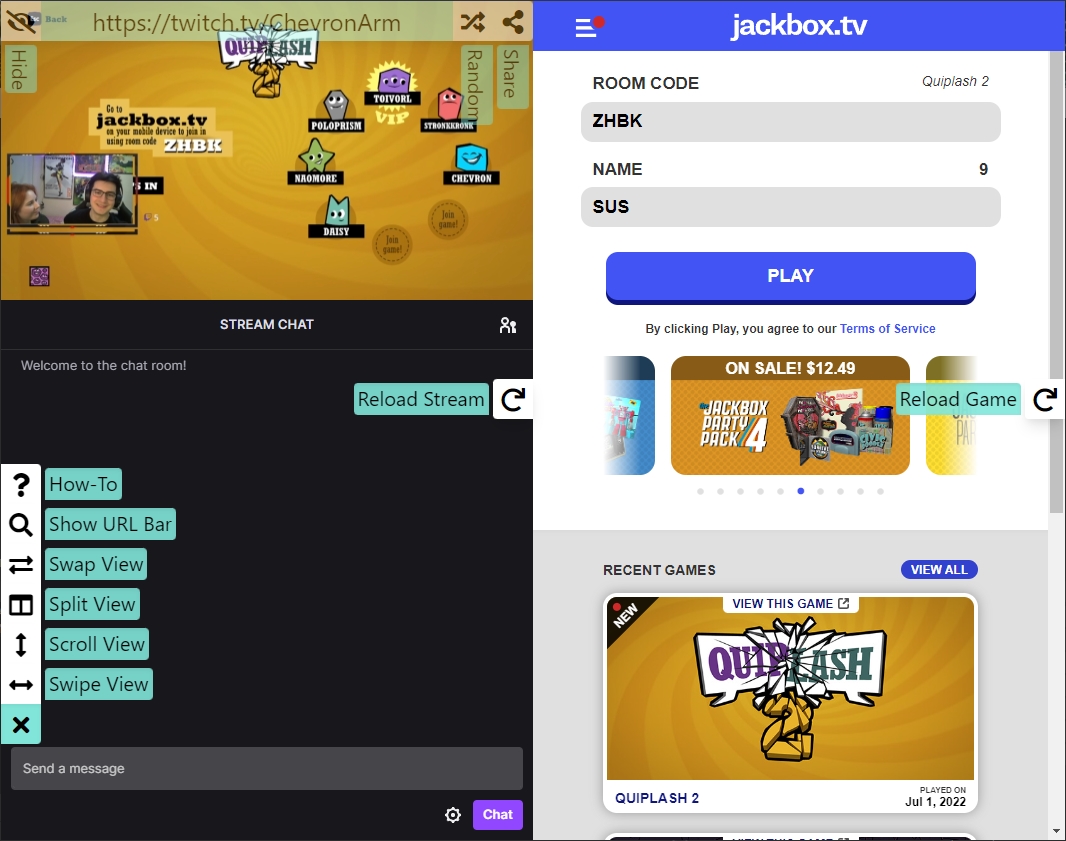 Back
https://twitch.tv/ChevronArm
Hide
Random
Share
QUIPLASH
2
Go to
jackbox.tv
on your mobile device to join in
using room code ZHBK
TOIVORL
VIP
POLOPRISM
STRONKKRONK
NAOMORE
CHEVRON
DAISY
Join
game!
Join
game!
IN
5
STREAM CHAT
Welcome to the chat room!
Reload Stream
How-To
Show URL Bar
Swap View
Split View
Scroll View
Swipe View
Send a message
Chat
jackbox.tv
ROOM CODE
Quiplash 2
ZHBK
NAME
9
SUS
PLAY
By clicking Play, you agree to our Terms of Service
ON SALE! $12.49
the JACKBOX
PARTY
PACK 4
Reload Game
RECENT GAMES
VIEW ALL
NEW
VIEW THIS GAME
QUIPLASH
2
QUIPLASH 2
PLAYED ON
Jul 1, 2022
VIEW THIS GAME